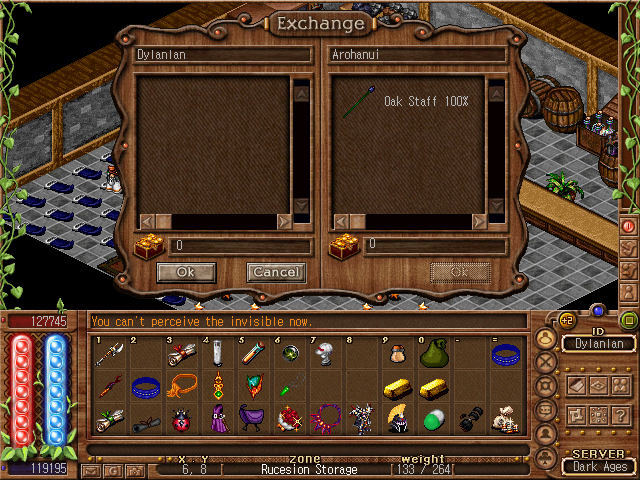 Exchange
Dylanlan
Arohanui
Oak Staff 100%
0
0
Ok
Cancel
Ok
127745
You can't perceive the invisible now.
+2
ID
Dylanlan
1 2 3 4 5 6 7 8 9 0 - =
?
SERVER
Dark Ages
x, y
zone
weight
119195
6, 8
Rucesion Storage
133 / 264